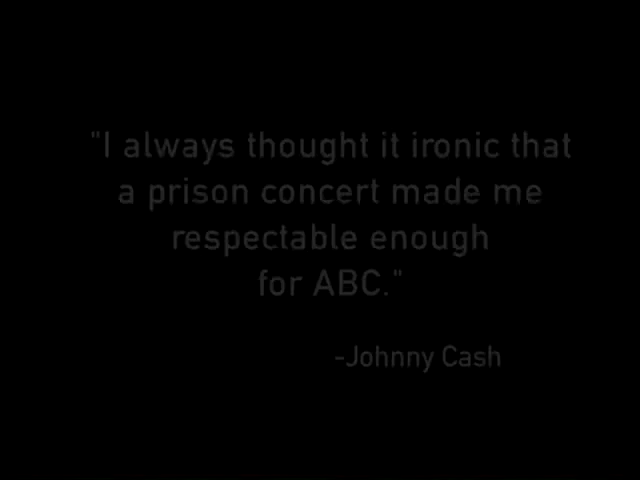 "I always thought it ironic that
a prison concert made me
respectable enough
for ABC."
-Johnny Cash